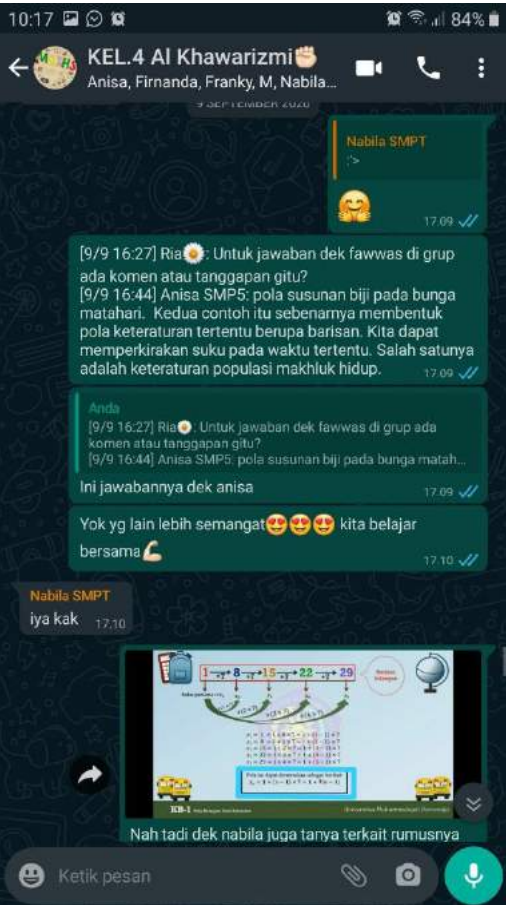 10:17
84%
KEL.4 Al Khawarizmi✊🏻
Anisa, Firnanda, Franky, M, Nabila...
9 SEPTEMBER 2020
Nabila SMPT
:'>
🤗
17.09
[9/9 16:27] Ria🌼: Untuk jawaban dek fawwas di grup
ada komen atau tanggapan gitu?
[9/9 16:44] Anisa SMP5: pola susunan biji pada bunga
matahari. Kedua contoh itu sebenarnya membentuk
pola keteraturan tertentu berupa barisan. Kita dapat
memperkirakan suku pada waktu tertentu. Salah satunya
adalah keteraturan populasi makhluk hidup.
17.09
Anda
[9/9 16:27] Ria🌼: Untuk jawaban dek fawwas di grup ada
komen atau tanggapan gitu?
[9/9 16:44] Anisa SMP5: pola susunan biji pada bunga matah...
Ini jawabannya dek anisa
17.09
Yok yg lain lebih semangat😍😍😍 kita belajar
bersama💪🏻
17.10
Nabila SMPT
iya kak
17.10
1 8 15 22 29
KB-1
Nah tadi dek nabila juga tanya terkait rumusnya
Ketik pesan